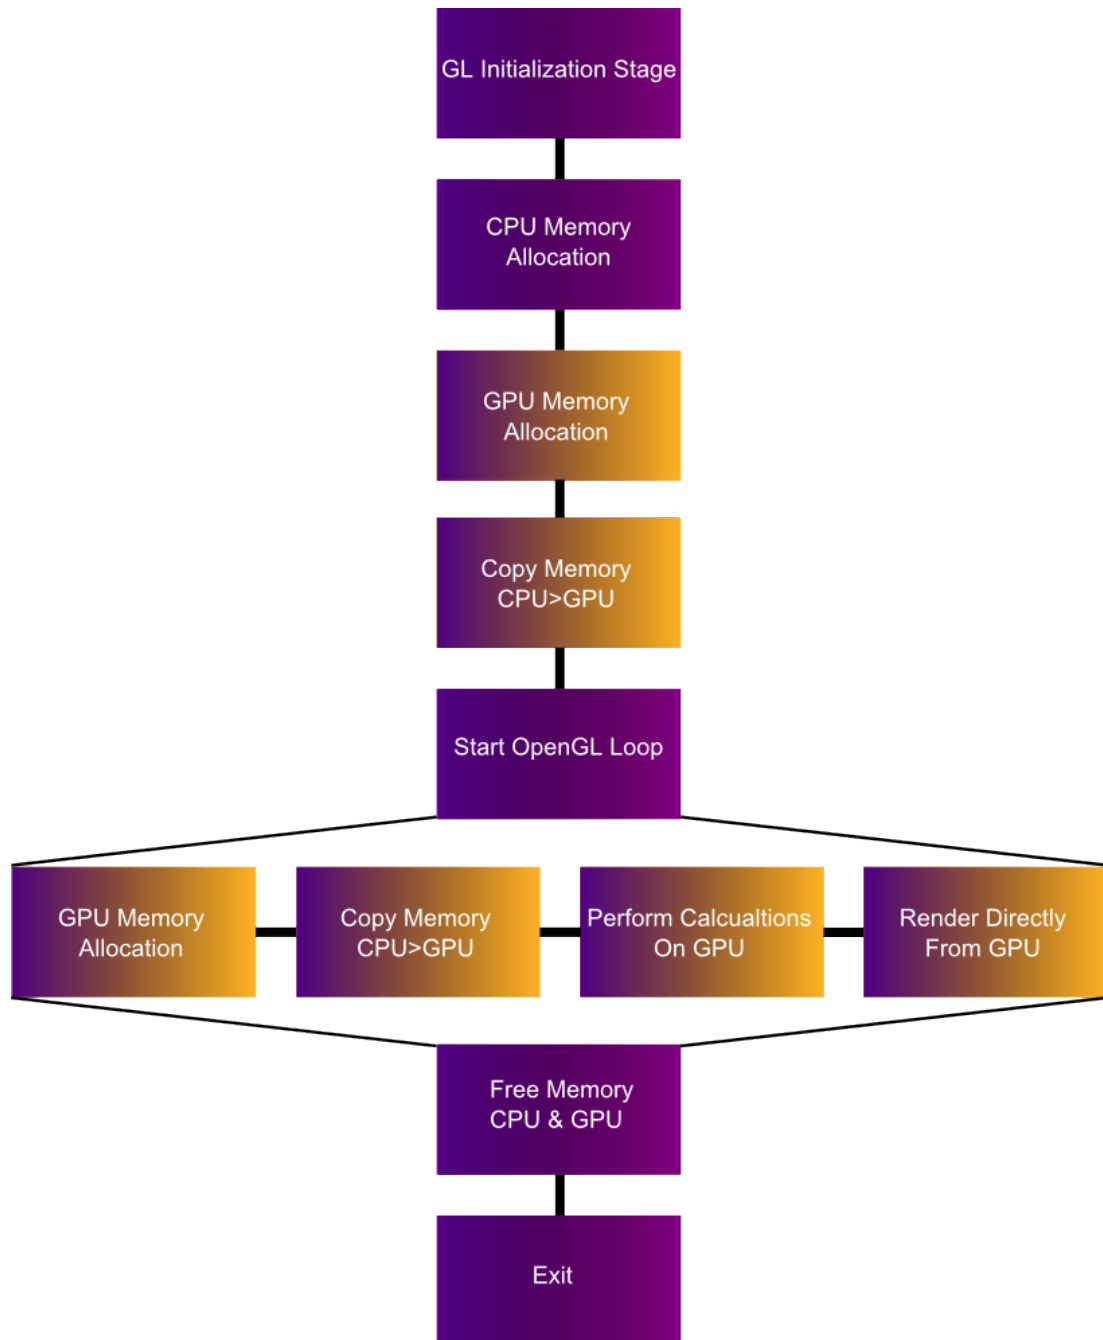 GL Initialization Stage
CPU Memory
Allocation
GPU Memory
Allocation
Copy Memory
CPU>GPU
Start OpenGL Loop
GPU Memory
Allocation
Copy Memory
CPU>GPU
Perform Calcualtions
On GPU
Render Directly
From GPU
Free Memory
CPU & GPU
Exit